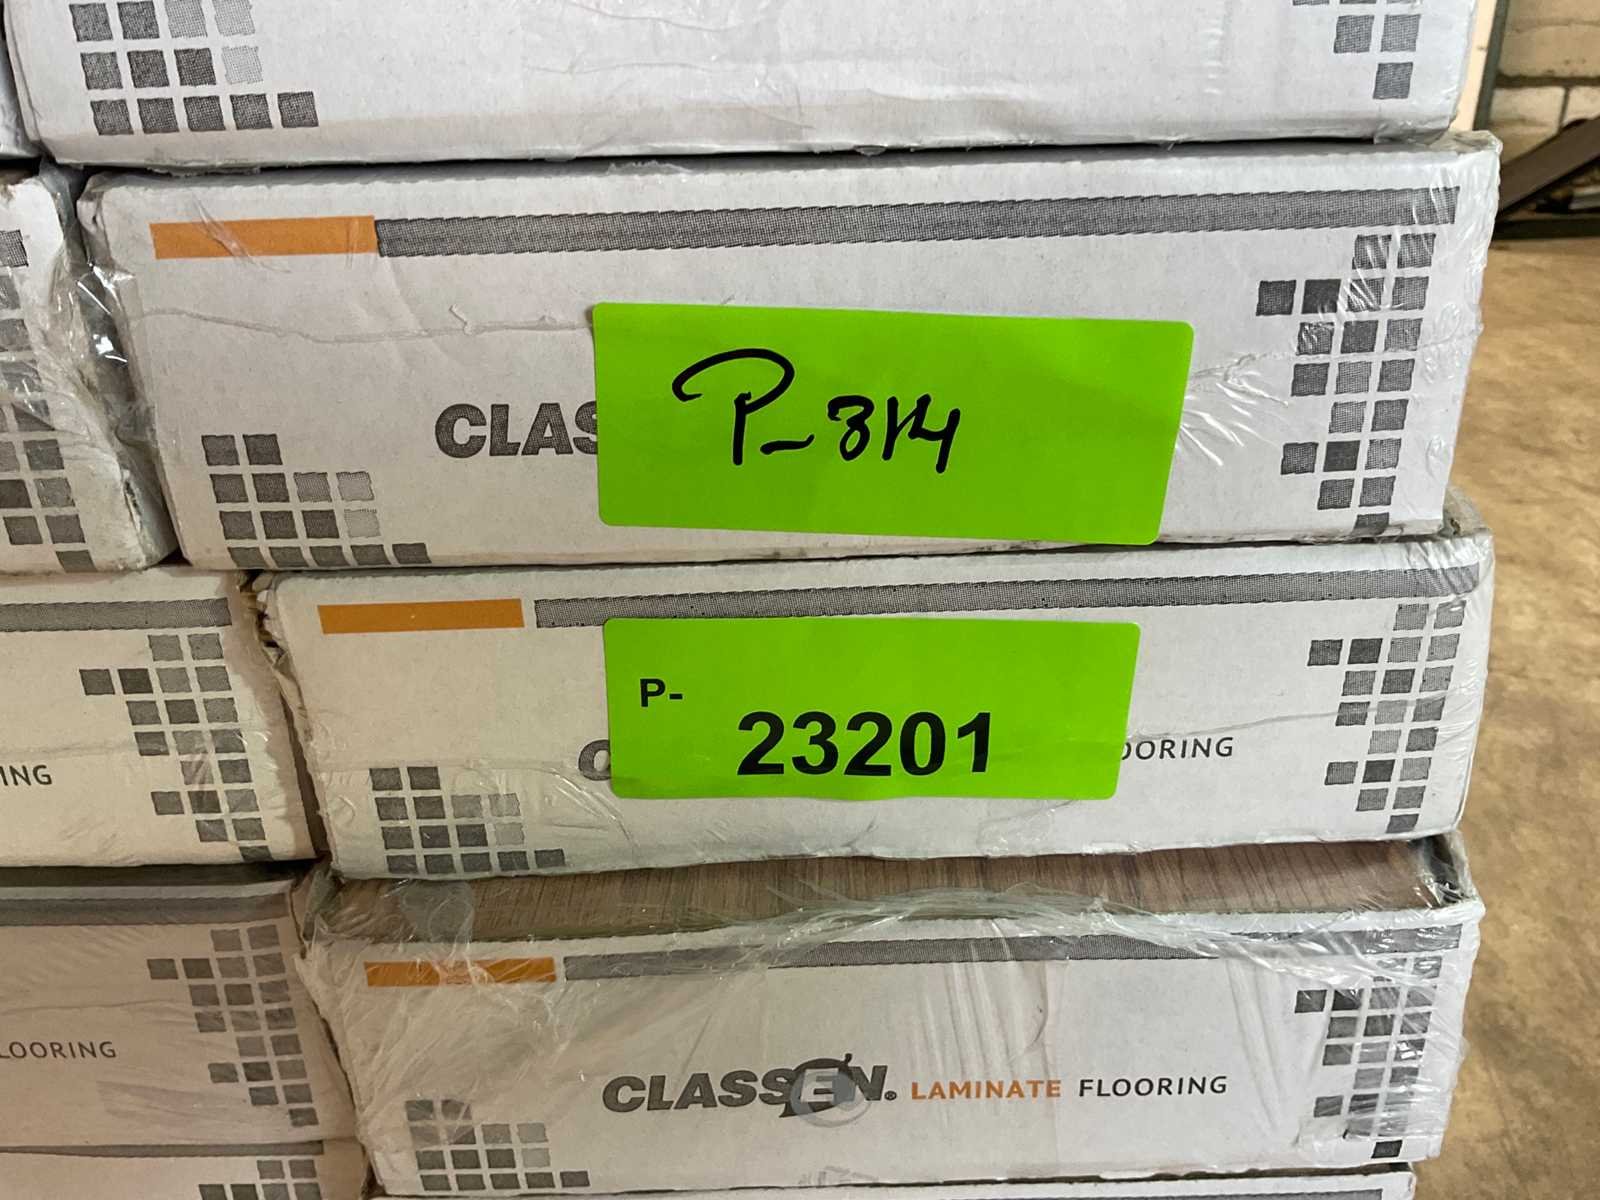 CLAS
P-314
P-
23201
OORING
ING
LOORING
CLASSEN. LAMINATE FLOORING